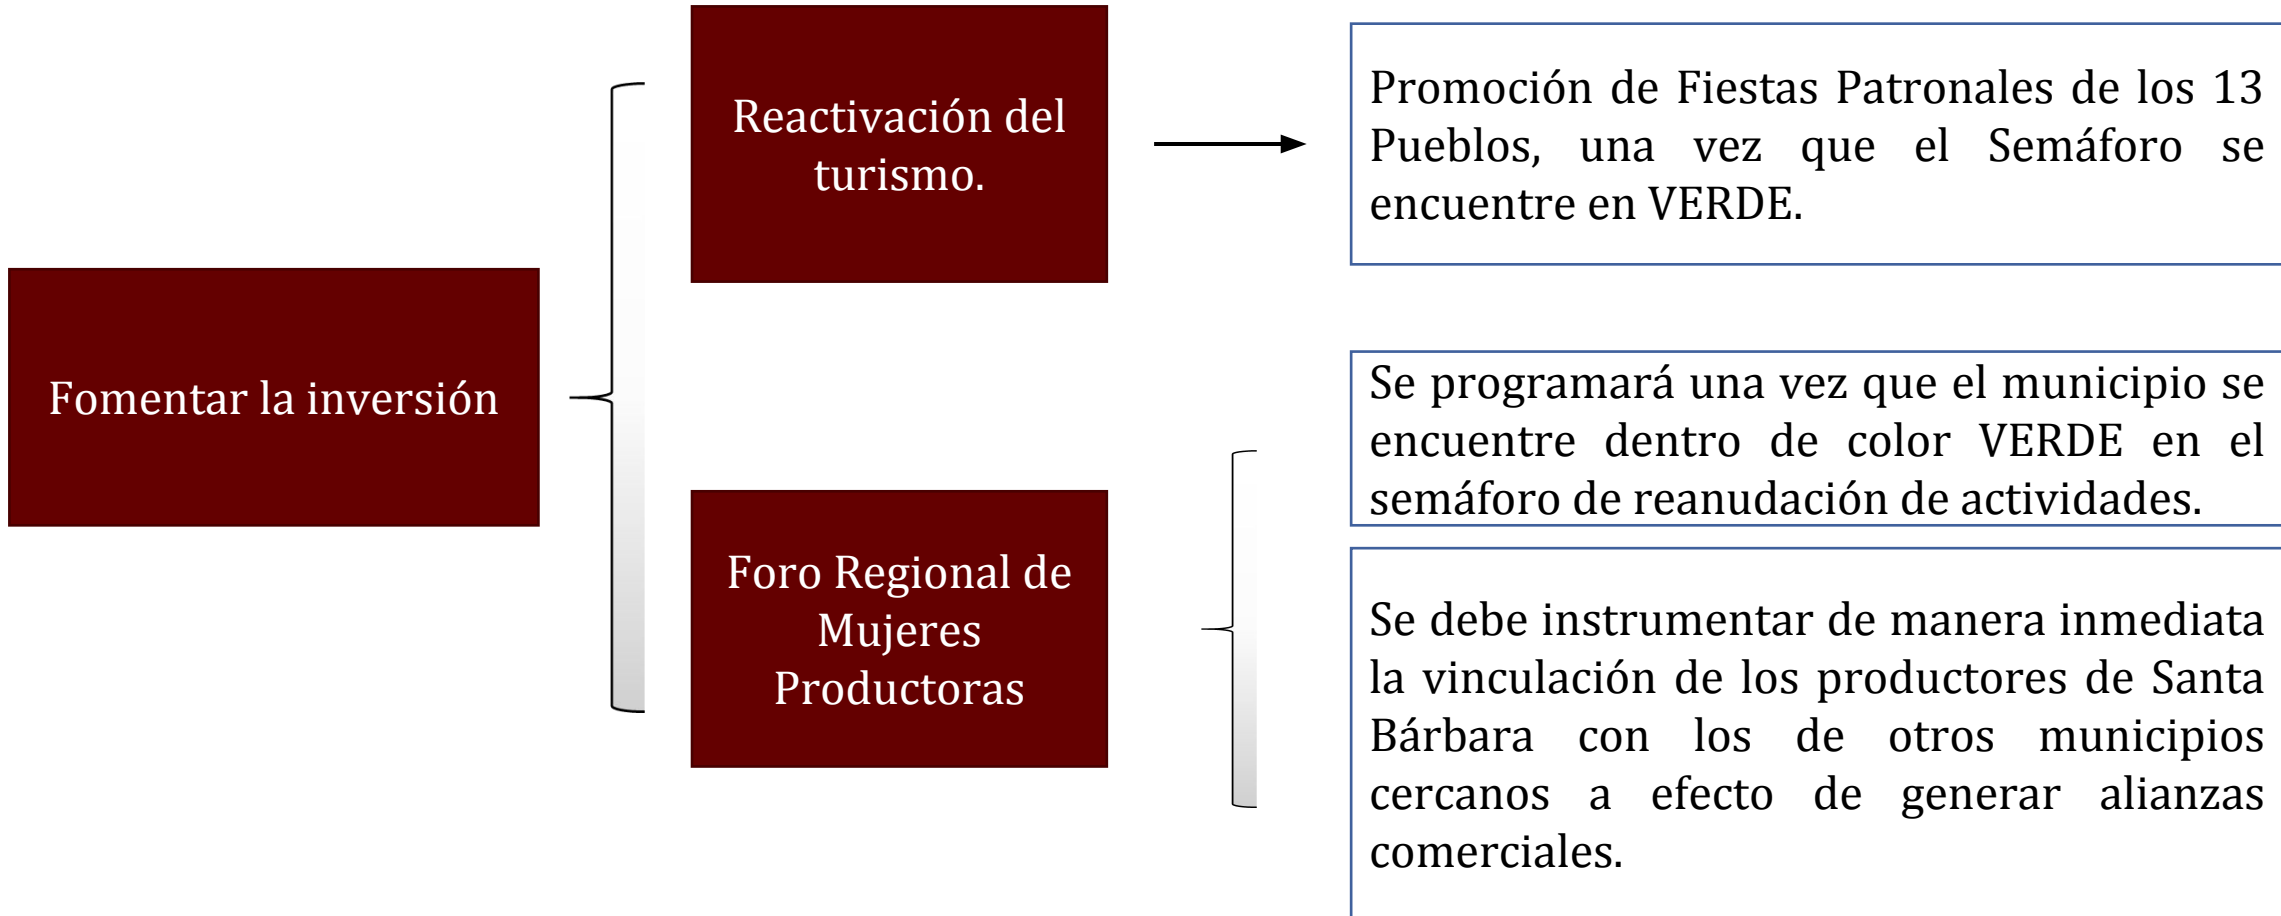 Fomentar la inversión
Reactivación del
turismo.
Promoción de Fiestas Patronales de los 13
Pueblos, una vez que el Semáforo se
encuentre en VERDE.
Foro Regional de
Mujeres
Productoras
Se programará una vez que el municipio se
encuentre dentro de color VERDE en el
semáforo de reanudación de actividades.
Se debe instrumentar de manera inmediata
la vinculación de los productores de Santa
Bárbara con los de otros municipios
cercanos a efecto de generar alianzas
comerciales.